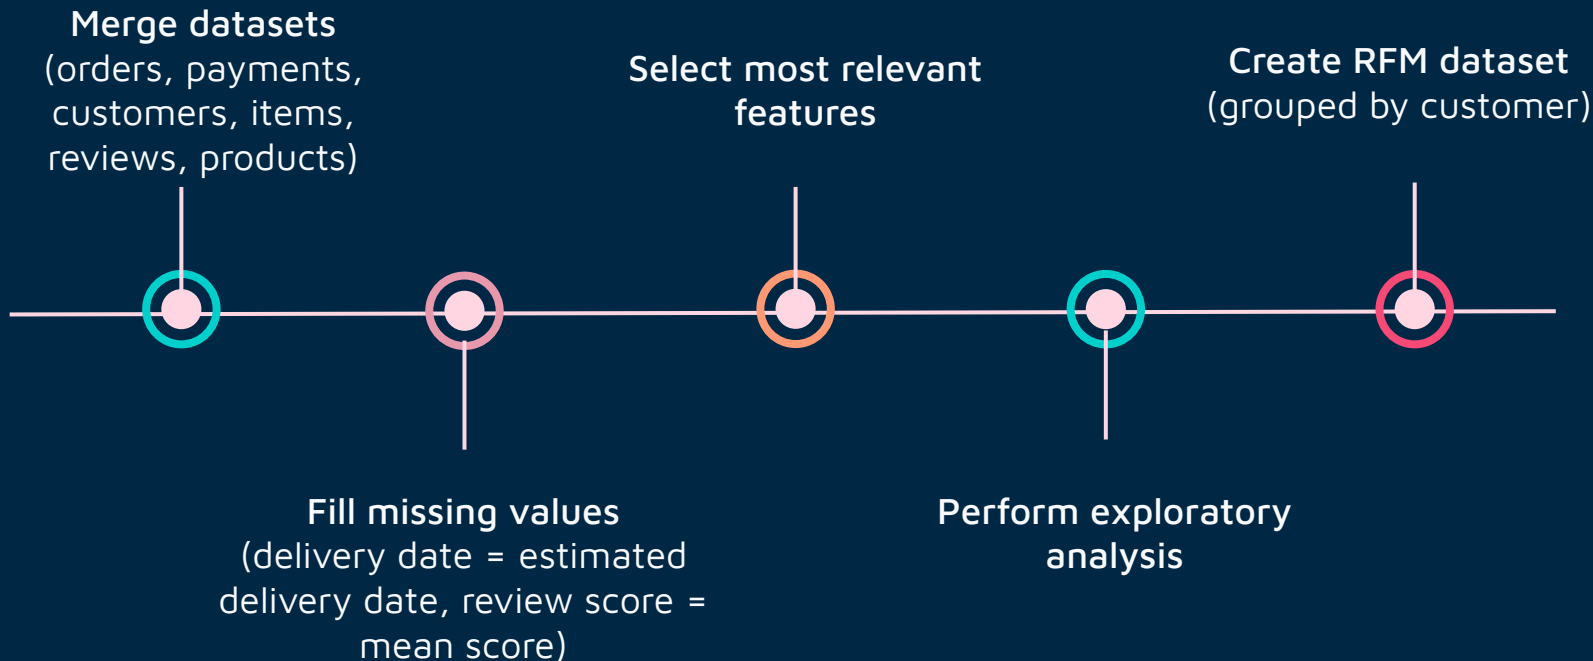 Merge datasets
(orders, payments,
customers, items,
reviews, products)
Fill missing values
(delivery date = estimated
delivery date, review score =
mean score)
Select most relevant
features
Perform exploratory
analysis
Create RFM dataset
(grouped by customer)